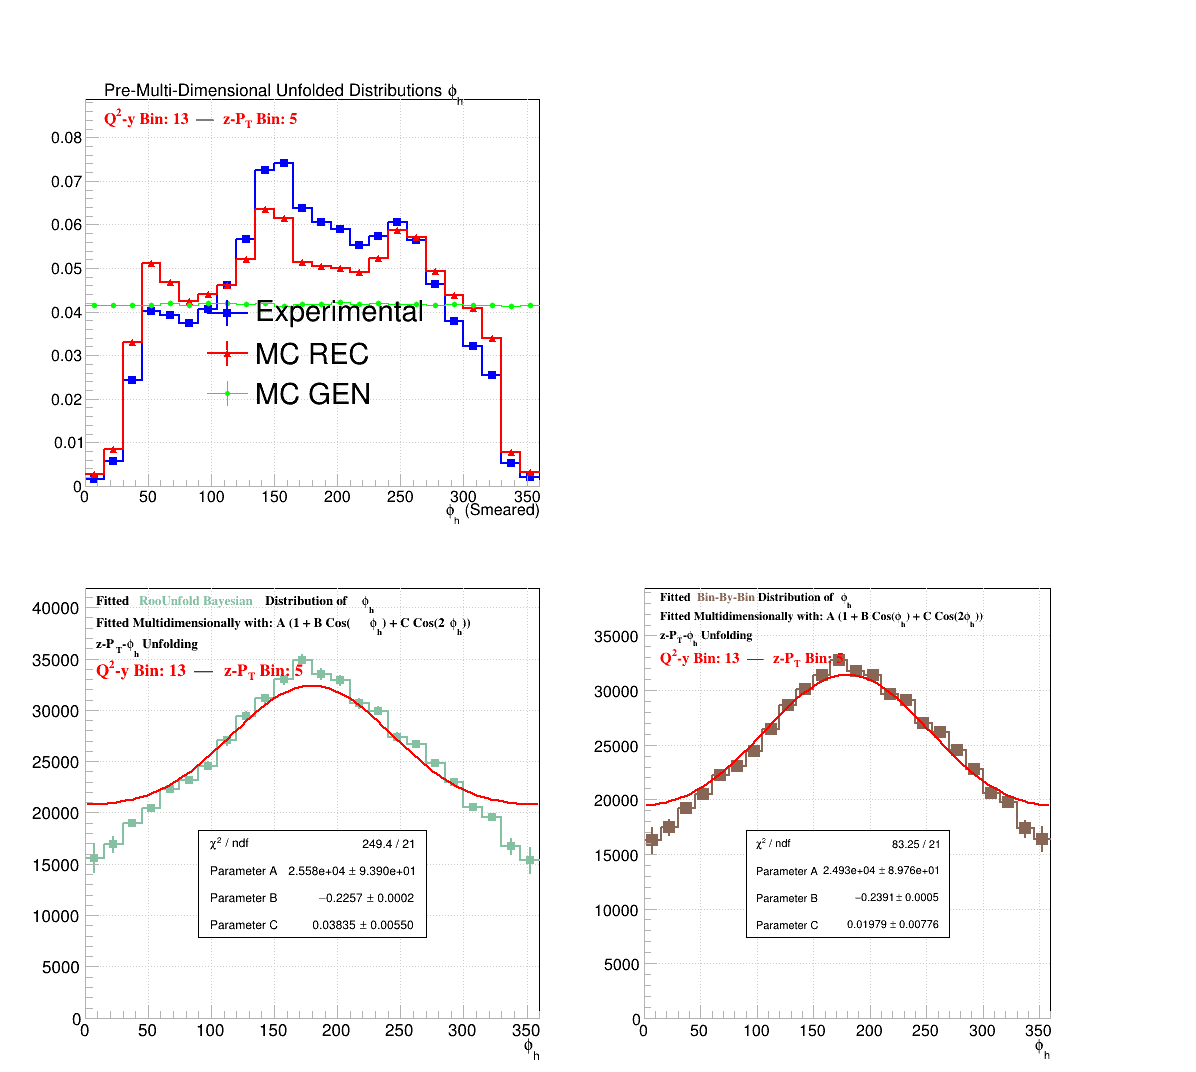 Pre-Multi-Dimensional Unfolded Distributions ϕh
Q2-y Bin: 13 — z-PT Bin: 5
0.08
0.07
0.06
0.05
0.04
0.03
0.02
0.01
0
Experimental
MC REC
MC GEN
0 50 100 150 200 250 300 350
ϕh (Smeared)
Fitted RooUnfold Bayesian Distribution of ϕh
Fitted Multidimensionally with: A (1 + B Cos( ϕh) + C Cos(2 ϕh))
z-PT-ϕh Unfolding
Q2-y Bin: 13 — z-PT Bin: 5
40000
35000
30000
25000
20000
15000
10000
5000
0
χ2 / ndf 249.4 / 21
Parameter A 2.558e+04 ± 9.390e+01
Parameter B −0.2257 ± 0.0002
Parameter C 0.03835 ± 0.00550
0 50 100 150 200 250 300 350
ϕh
Fitted Bin-By-Bin Distribution of ϕh
Fitted Multidimensionally with: A (1 + B Cos(ϕh) + C Cos(2ϕh))
z-PT-ϕh Unfolding
Q2-y Bin: 13 — z-PT Bin: 5
35000
30000
25000
20000
15000
10000
5000
0
χ2 / ndf 83.25 / 21
Parameter A 2.493e+04 ± 8.976e+01
Parameter B −0.2391 ± 0.0005
Parameter C 0.01979 ± 0.00776
0 50 100 150 200 250 300 350
ϕh